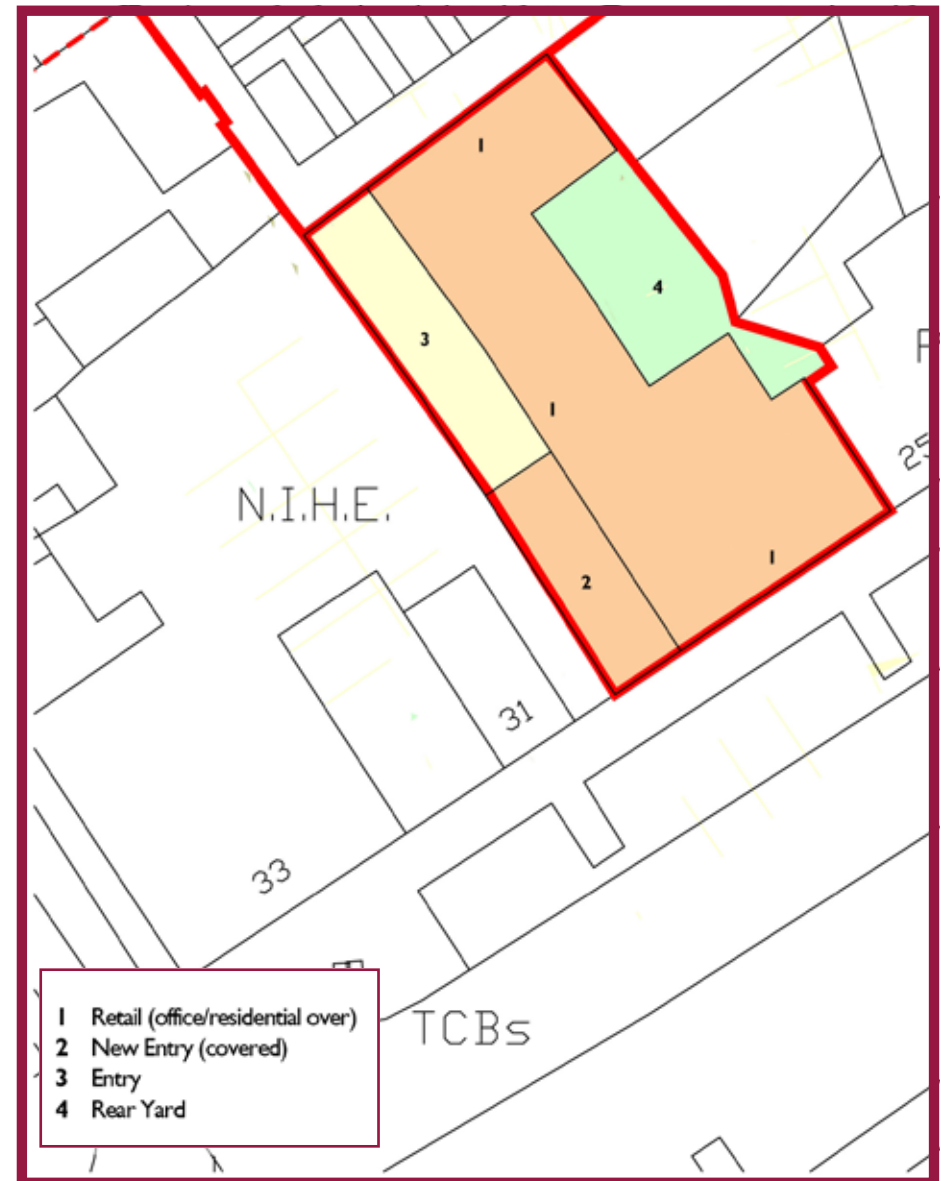 1
4
3
1
25
N.I.H.E.
1
2
31
33
TCBs
1 Retail (office/residential over)
2 New Entry (covered)
3 Entry
4 Rear Yard